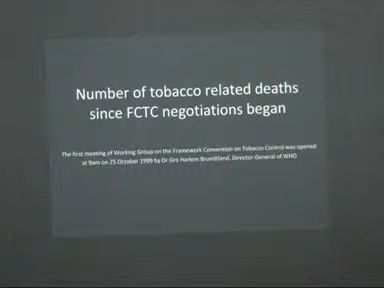 Number of tobacco related deaths
since FCTC negotiations began
The first meeting of Working Group on the Framework Convention on Tobacco Control was opened
at 9am on 25 October 1999 by Dr Gro Harlem Brundtland, Director-General of WHO